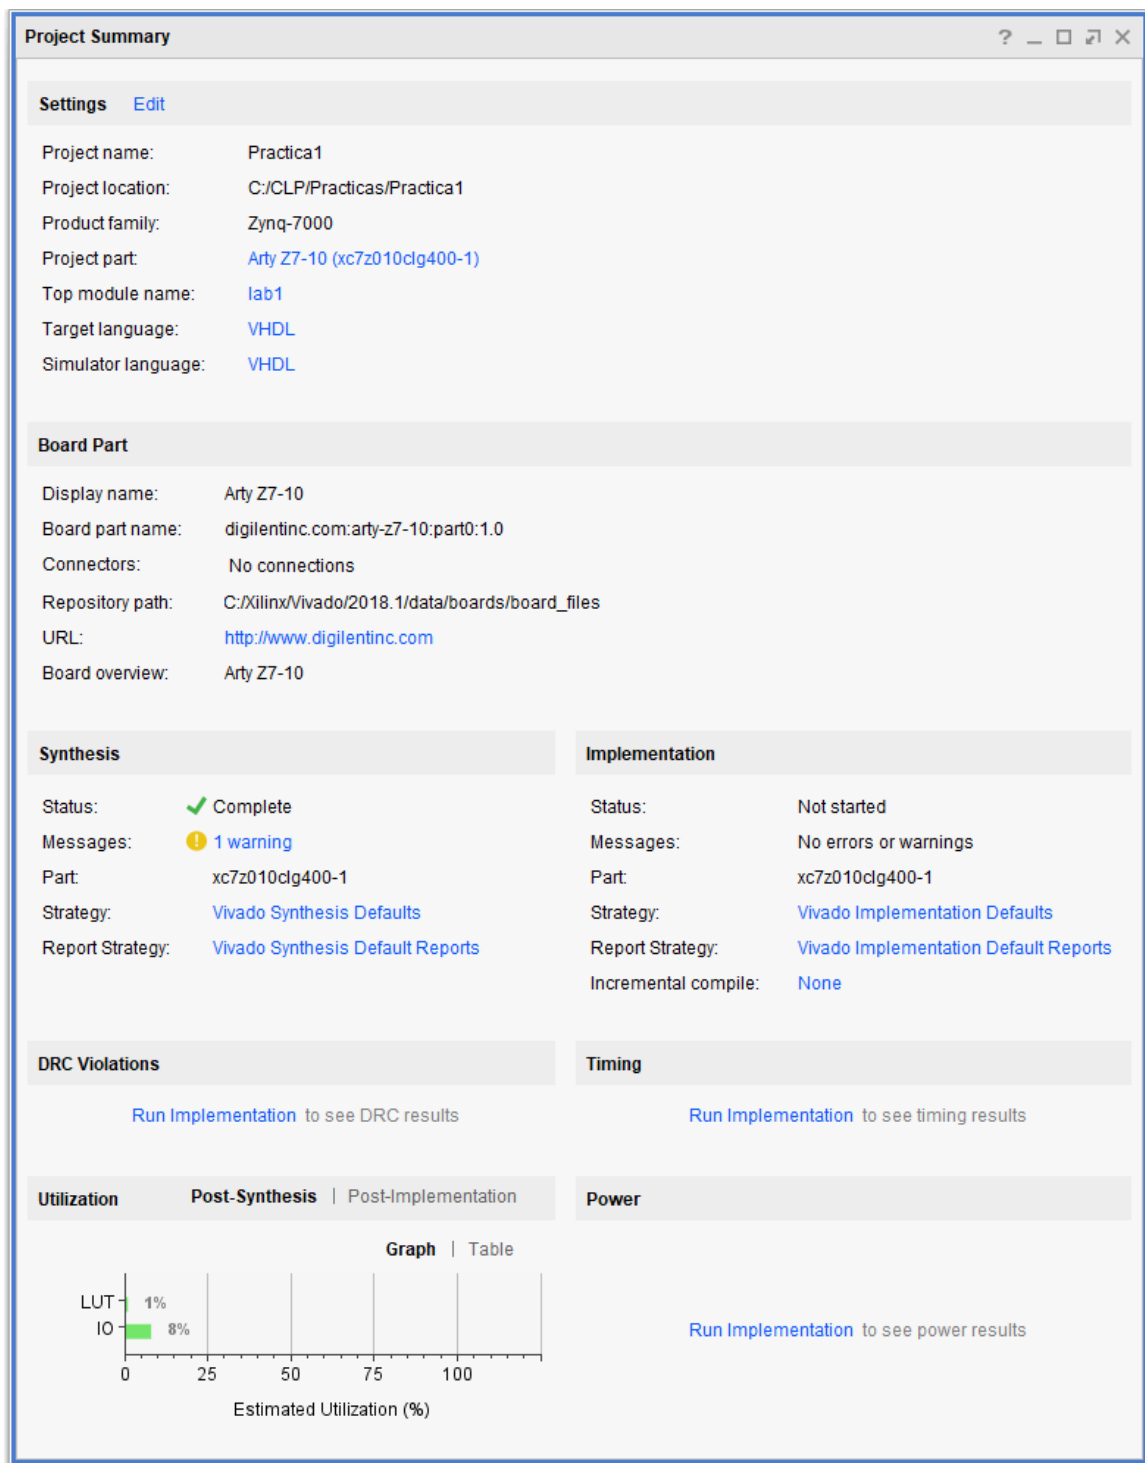 Project Summary
Settings Edit
Project name: Practica1
Project location: C:/CLP/Practicas/Practica1
Product family: Zynq-7000
Project part: Arty Z7-10 (xc7z010clg400-1)
Top module name: lab1
Target language: VHDL
Simulator language: VHDL
Board Part
Display name: Arty Z7-10
Board part name: digilentinc.com:arty-z7-10:part0:1.0
Connectors: No connections
Repository path: C:/Xilinx/Vivado/2018.1/data/boards/board_files
URL: http://www.digilentinc.com
Board overview: Arty Z7-10
Synthesis
Status: Complete
Messages: 1 warning
Part: xc7z010clg400-1
Strategy: Vivado Synthesis Defaults
Report Strategy: Vivado Synthesis Default Reports
Implementation
Status: Not started
Messages: No errors or warnings
Part: xc7z010clg400-1
Strategy: Vivado Implementation Defaults
Report Strategy: Vivado Implementation Default Reports
Incremental compile: None
DRC Violations
Run Implementation to see DRC results
Timing
Run Implementation to see timing results
Utilization Post-Synthesis | Post-Implementation
Graph | Table
LUT 1%
IO 8%
0 25 50 75 100
Estimated Utilization (%)
Power
Run Implementation to see power results